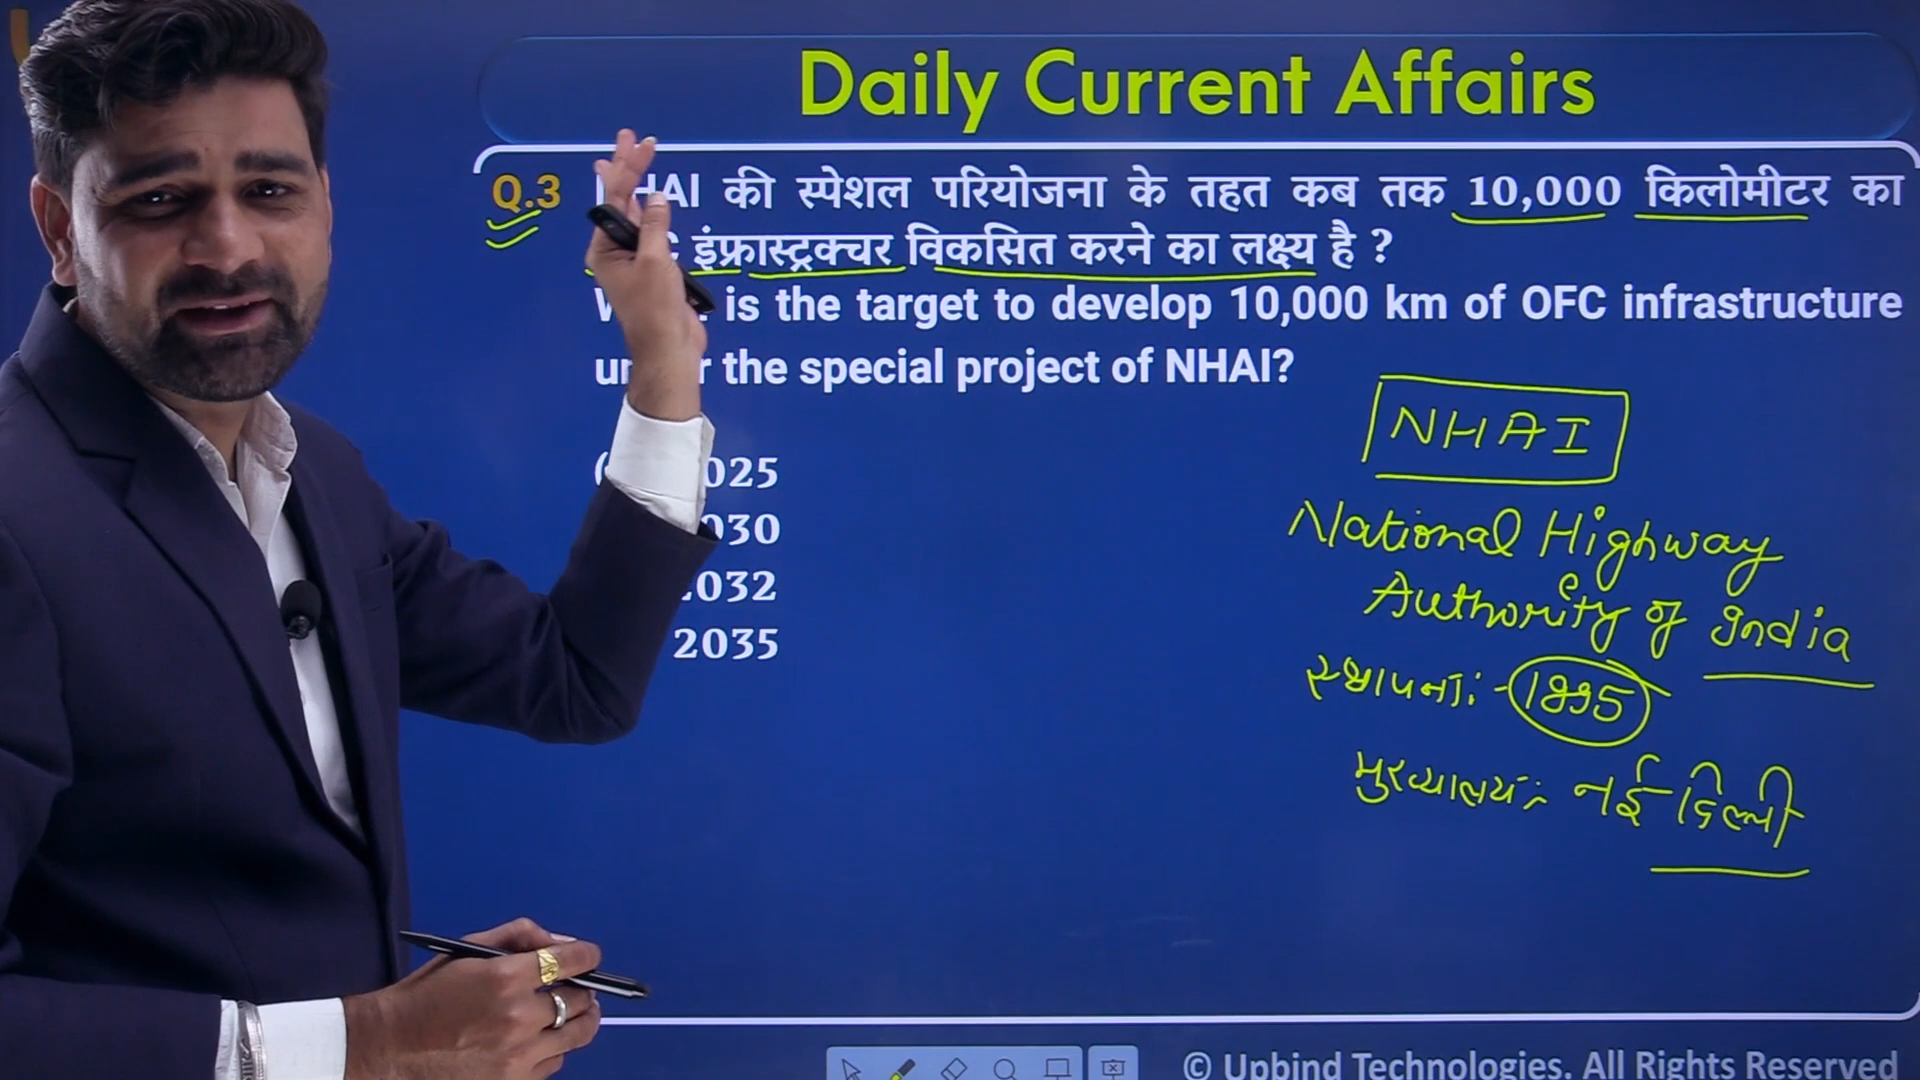 Daily Current Affairs
Q.3 NHAI की स्पेशल परियोजना के तहत कब तक 10,000 किलोमीटर का
इंफ्रास्ट्रक्चर विकसित करने का लक्ष्य है ?
is the target to develop 10,000 km of OFC infrastructure
the special project of NHAI?
NHAI
025
National Highway
030
Authority of India
032
2035
स्थापना:- 1995
मुख्यालय:- नई दिल्ली
© Upbind Technologies. All Rights Reserved